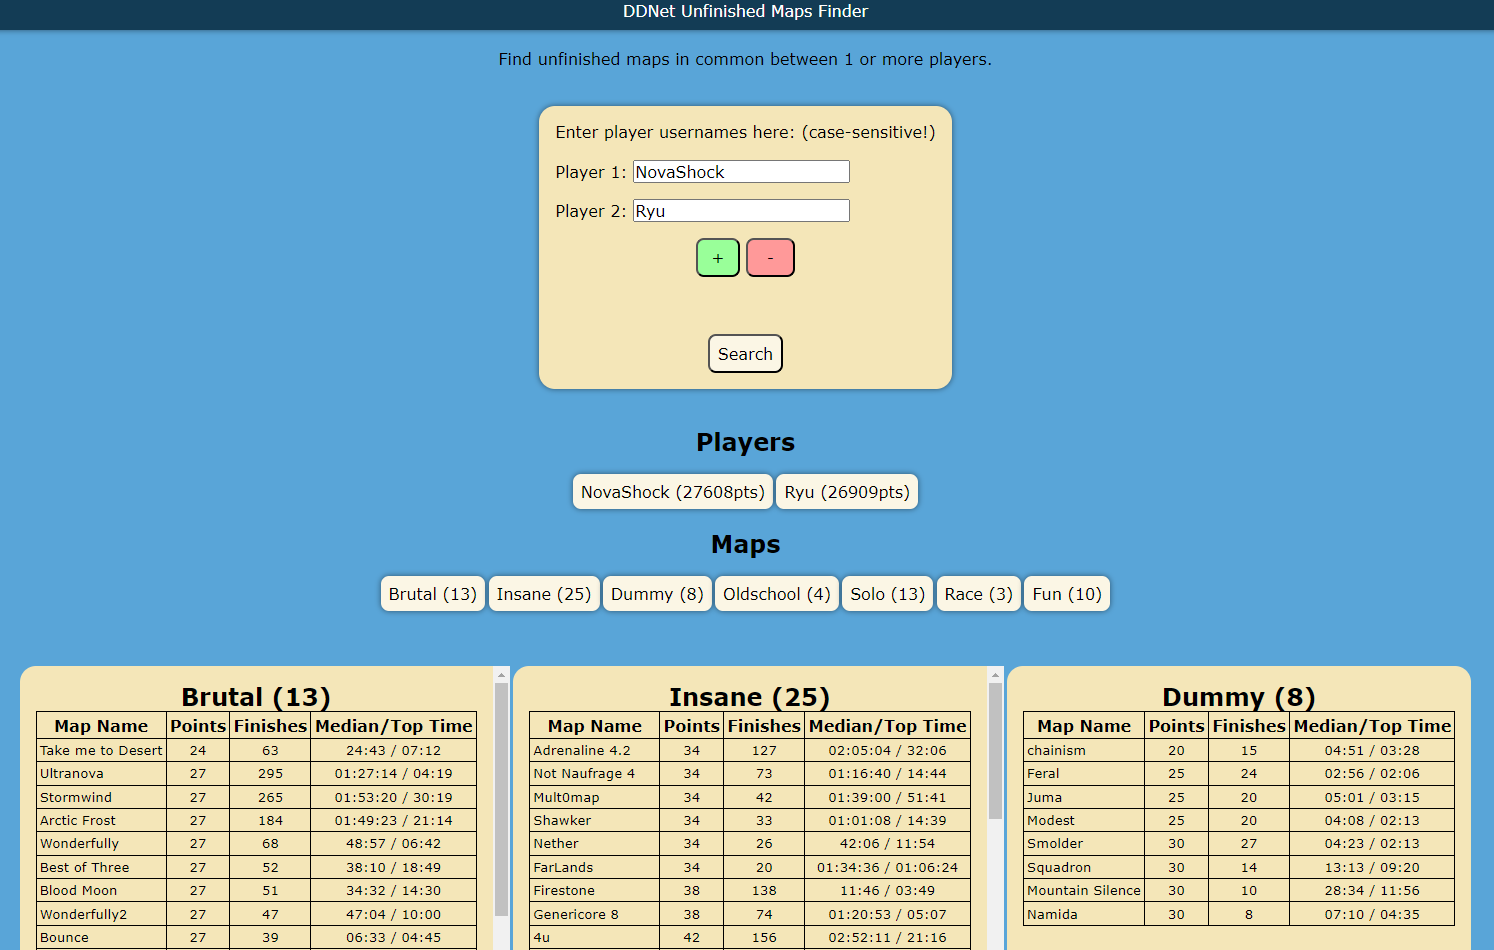 DDNet Unfinished Maps Finder
Find unfinished maps in common between 1 or more players.
Enter player usernames here: (case-sensitive!)
Player 1: NovaShock
Player 2: Ryu
+ -
Search
Players
NovaShock (27608pts) Ryu (26909pts)
Maps
Brutal (13) Insane (25) Dummy (8) Oldschool (4) Solo (13) Race (3) Fun (10)
Brutal (13)
Map Name Points Finishes Median/Top Time
Take me to Desert 24 63 24:43 / 07:12
Ultranova 27 295 01:27:14 / 04:19
Stormwind 27 265 01:53:20 / 30:19
Arctic Frost 27 184 01:49:23 / 21:14
Wonderfully 27 68 48:57 / 06:42
Best of Three 27 52 38:10 / 18:49
Blood Moon 27 51 34:32 / 14:30
Wonderfully2 27 47 47:04 / 10:00
Bounce 27 39 06:33 / 04:45
Insane (25)
Map Name Points Finishes Median/Top Time
Adrenaline 4.2 34 127 02:05:04 / 32:06
Not Naufrage 4 34 73 01:16:40 / 14:44
Mult0map 34 42 01:39:00 / 51:41
Shawker 34 33 01:01:08 / 14:39
Nether 34 26 42:06 / 11:54
FarLands 34 20 01:34:36 / 01:06:24
Firestone 38 138 11:46 / 03:49
Genericore 8 38 74 01:20:53 / 05:07
4u 42 156 02:52:11 / 21:16
Dummy (8)
Map Name Points Finishes Median/Top Time
chainism 20 15 04:51 / 03:28
Feral 25 24 02:56 / 02:06
Juma 25 20 05:01 / 03:15
Modest 25 20 04:08 / 02:13
Smolder 30 27 04:23 / 02:13
Squadron 30 14 13:13 / 09:20
Mountain Silence 30 10 28:34 / 11:56
Namida 30 8 07:10 / 04:35